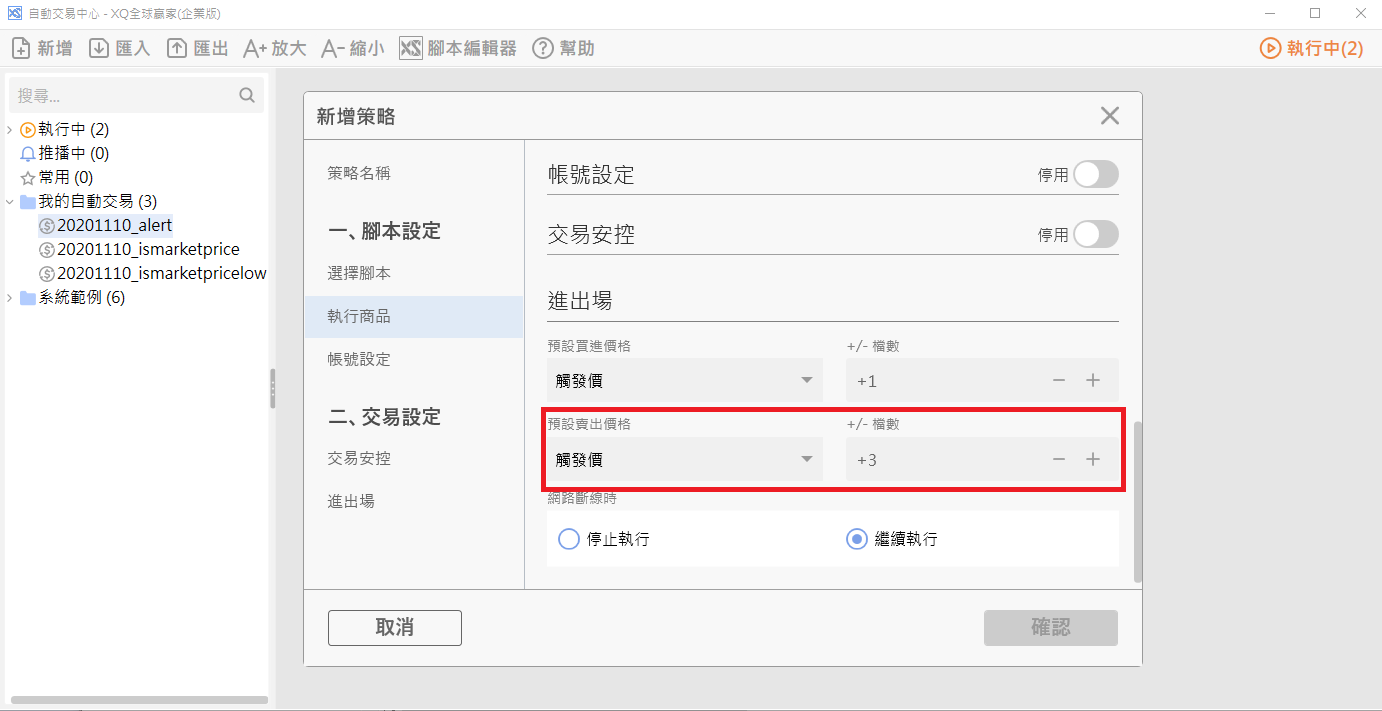 自動交易中心 - XQ全球贏家(企業版)
新增 匯入 匯出 A+放大 A-縮小 XS 腳本編輯器 ? 幫助 執行中(2)
搜尋...
執行中 (2)
推播中 (0)
常用 (0)
我的自動交易 (3)
20201110_alert
20201110_ismarketprice
20201110_ismarketpricelow
系統範例 (6)
新增策略
策略名稱
一、腳本設定
選擇腳本
執行商品
帳號設定
二、交易設定
交易安控
進出場
帳號設定 停用
交易安控 停用
進出場
預設買進價格 +/- 檔數
觸發價 +1 − +
預設賣出價格 +/- 檔數
觸發價 +3 − +
網路斷線時
停止執行 繼續執行
取消 確認